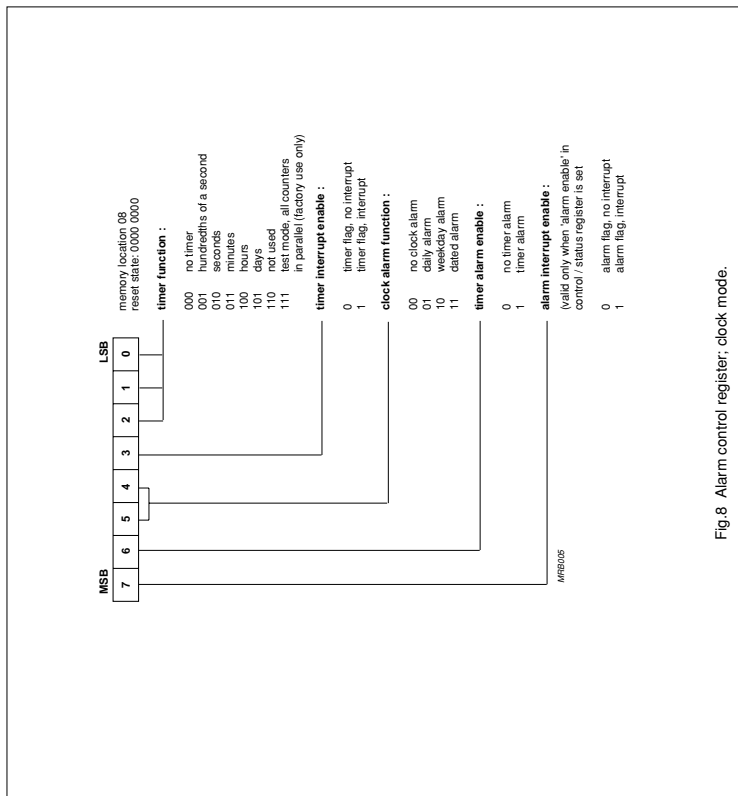 MSB LSB
7 6 5 4 3 2 1 0
memory location 08
reset state: 0000 0000
timer function :
000 no timer
001 hundredths of a second
010 seconds
011 minutes
100 hours
101 days
110 not used
111 test mode, all counters
in parallel (factory use only)
timer interrupt enable :
0 timer flag, no interrupt
1 timer flag, interrupt
clock alarm function :
00 no clock alarm
01 daily alarm
10 weekday alarm
11 dated alarm
timer alarm enable :
0 no timer alarm
1 timer alarm
alarm interrupt enable :
(valid only when 'alarm enable' in
control / status register is set
0 alarm flag, no interrupt
1 alarm flag, interrupt
MRB005
Fig.8 Alarm control register; clock mode.